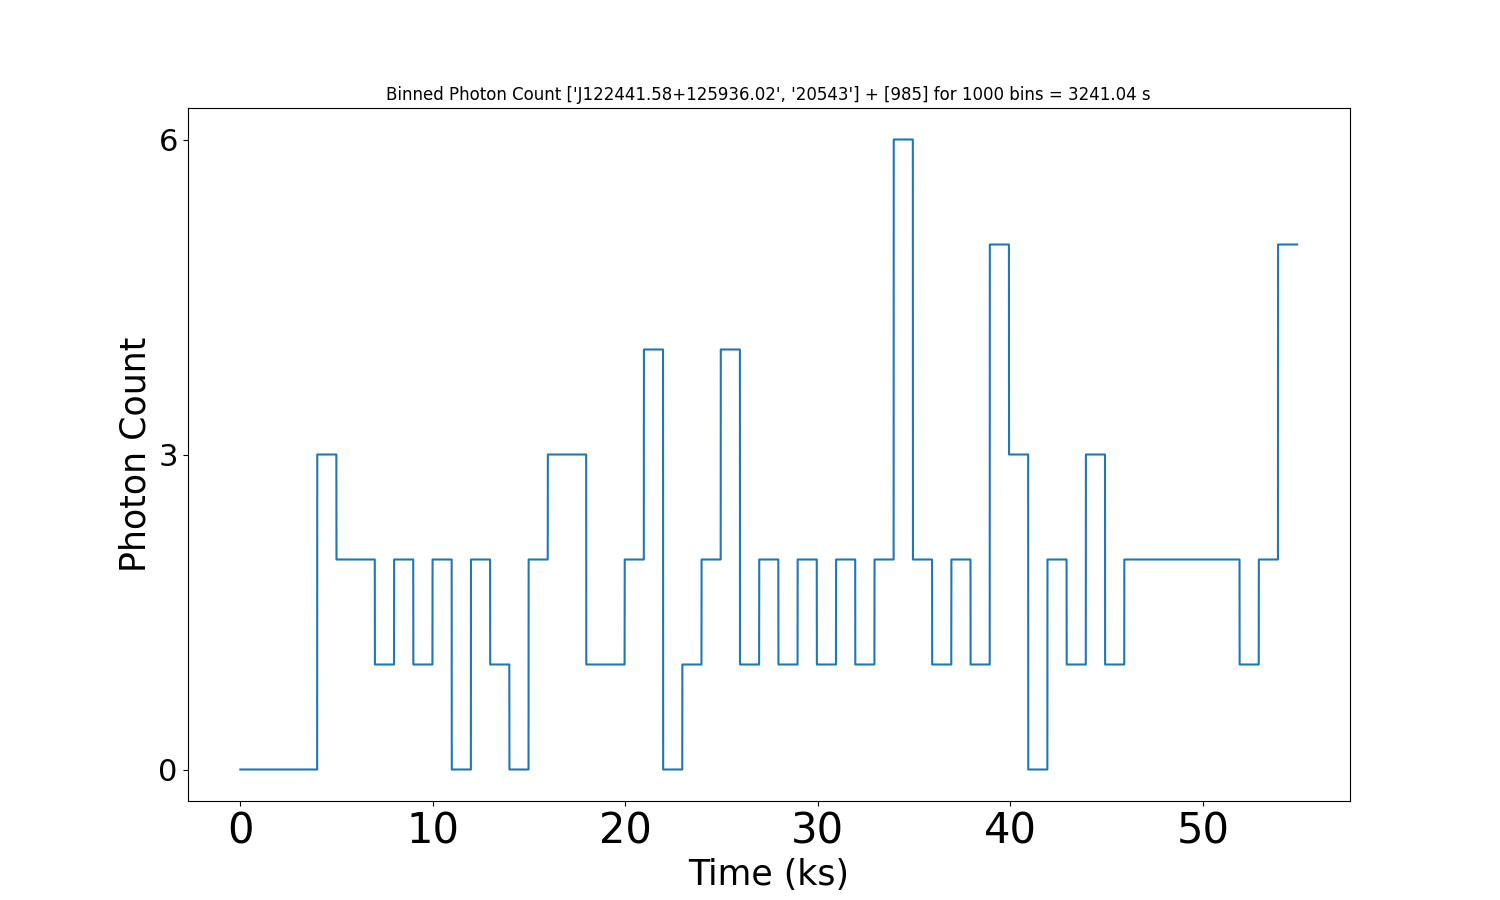 Binned Photon Count ['J122441.58+125936.02', '20543'] + [985] for 1000 bins = 3241.04 s
6
3
0
Photon Count
0 10 20 30 40 50
Time (ks)